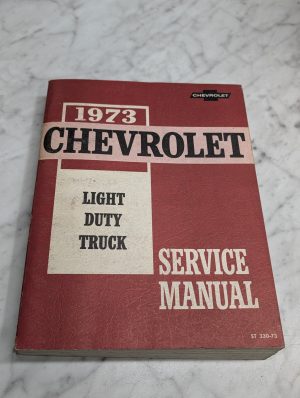 CHEVROLET
1973
CHEVROLET
LIGHT
DUTY
TRUCK
SERVICE
MANUAL
ST 330-73